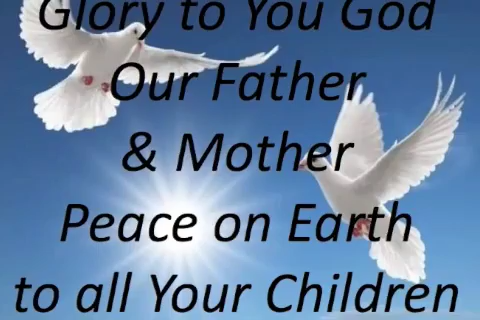 Glory to You God
Our Father
& Mother
Peace on Earth
to all Your Children